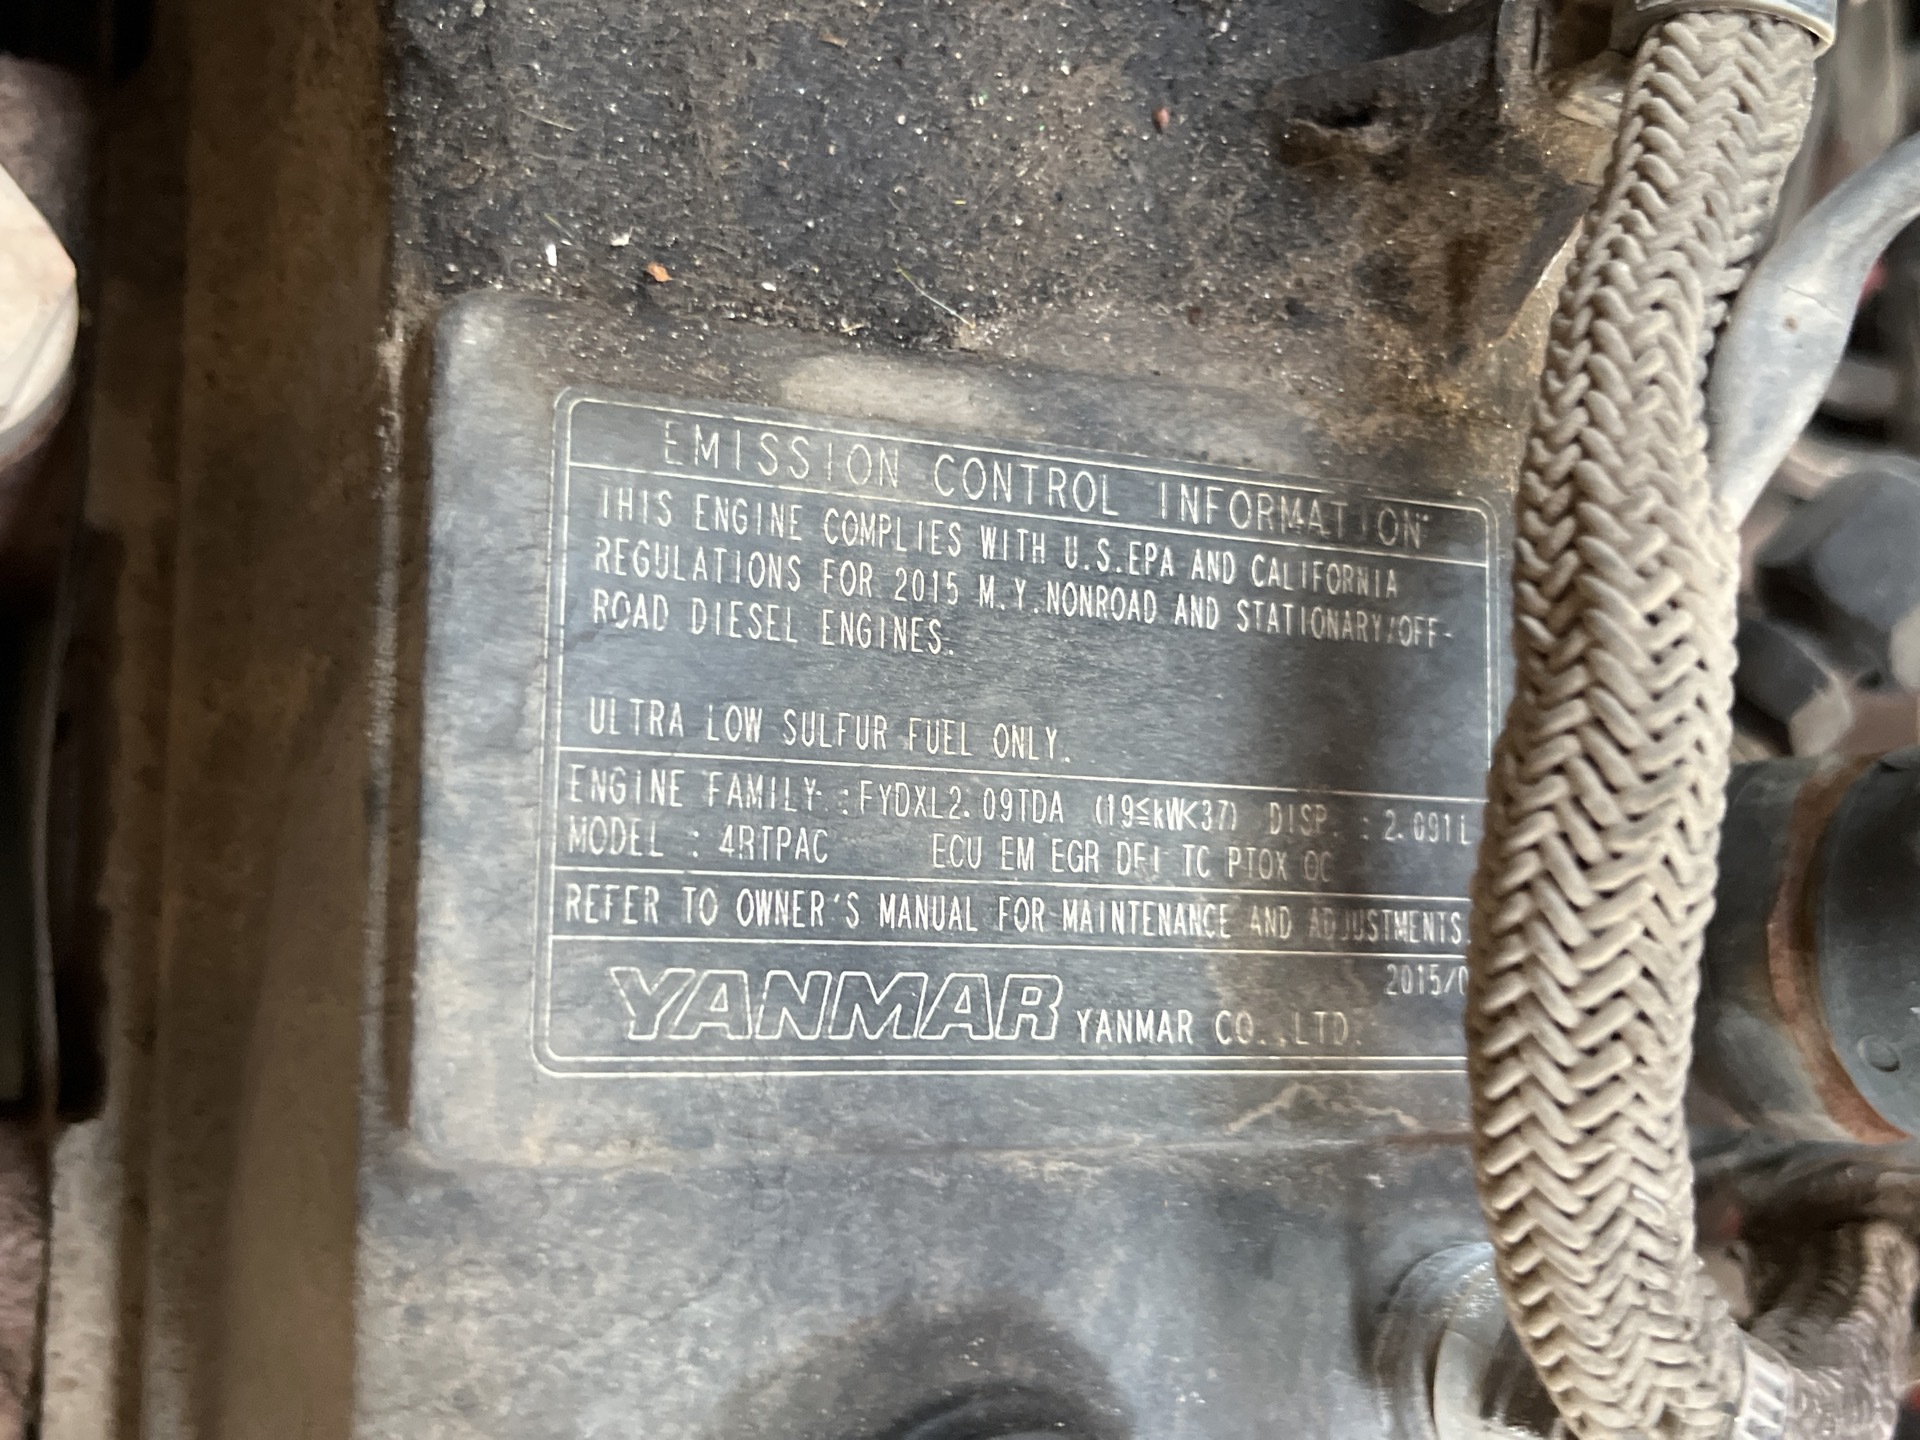 EMISSION CONTROL INFORMATION
THIS ENGINE COMPLIES WITH U.S.EPA AND CALIFORNIA
REGULATIONS FOR 2015 M.Y.NONROAD AND STATIONARY/OFF-
ROAD DIESEL ENGINES.
ULTRA LOW SULFUR FUEL ONLY.
ENGINE FAMILY :FYDXL2.09TDA (19≤kW<37) DISP. : 2.091L
MODEL : 4RTPAC ECU EM EGR DFI TC PTOX OC
REFER TO OWNER'S MANUAL FOR MAINTENANCE AND ADJUSTMENTS.
2015/0
YANMAR YANMAR CO.,LTD.